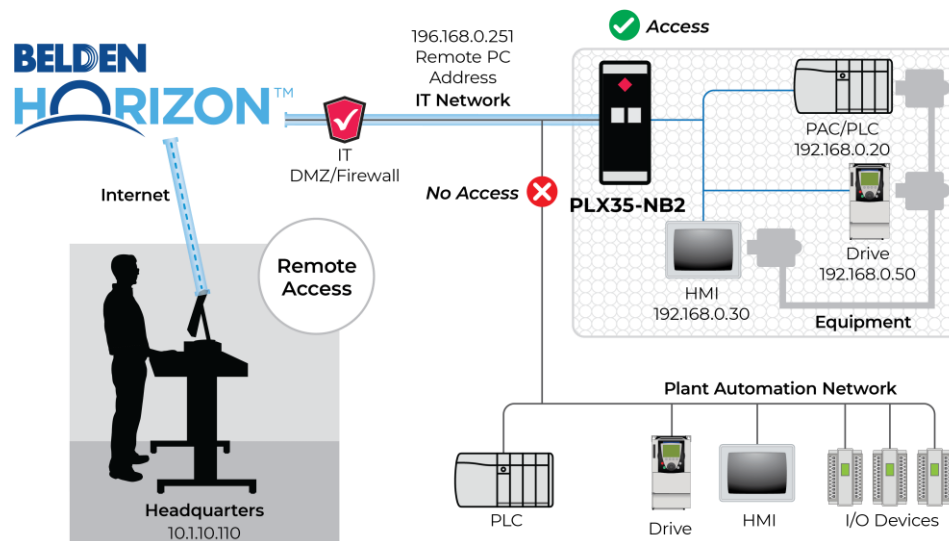 BELDEN
HORIZON™
196.168.0.251
Remote PC
Address
IT Network
Access
IT
DMZ/Firewall
No Access
PLX35-NB2
PAC/PLC
192.168.0.20
Drive
192.168.0.50
HMI
192.168.0.30
Equipment
Internet
Remote
Access
Headquarters
10.1.10.110
Plant Automation Network
PLC
Drive
HMI
I/O Devices